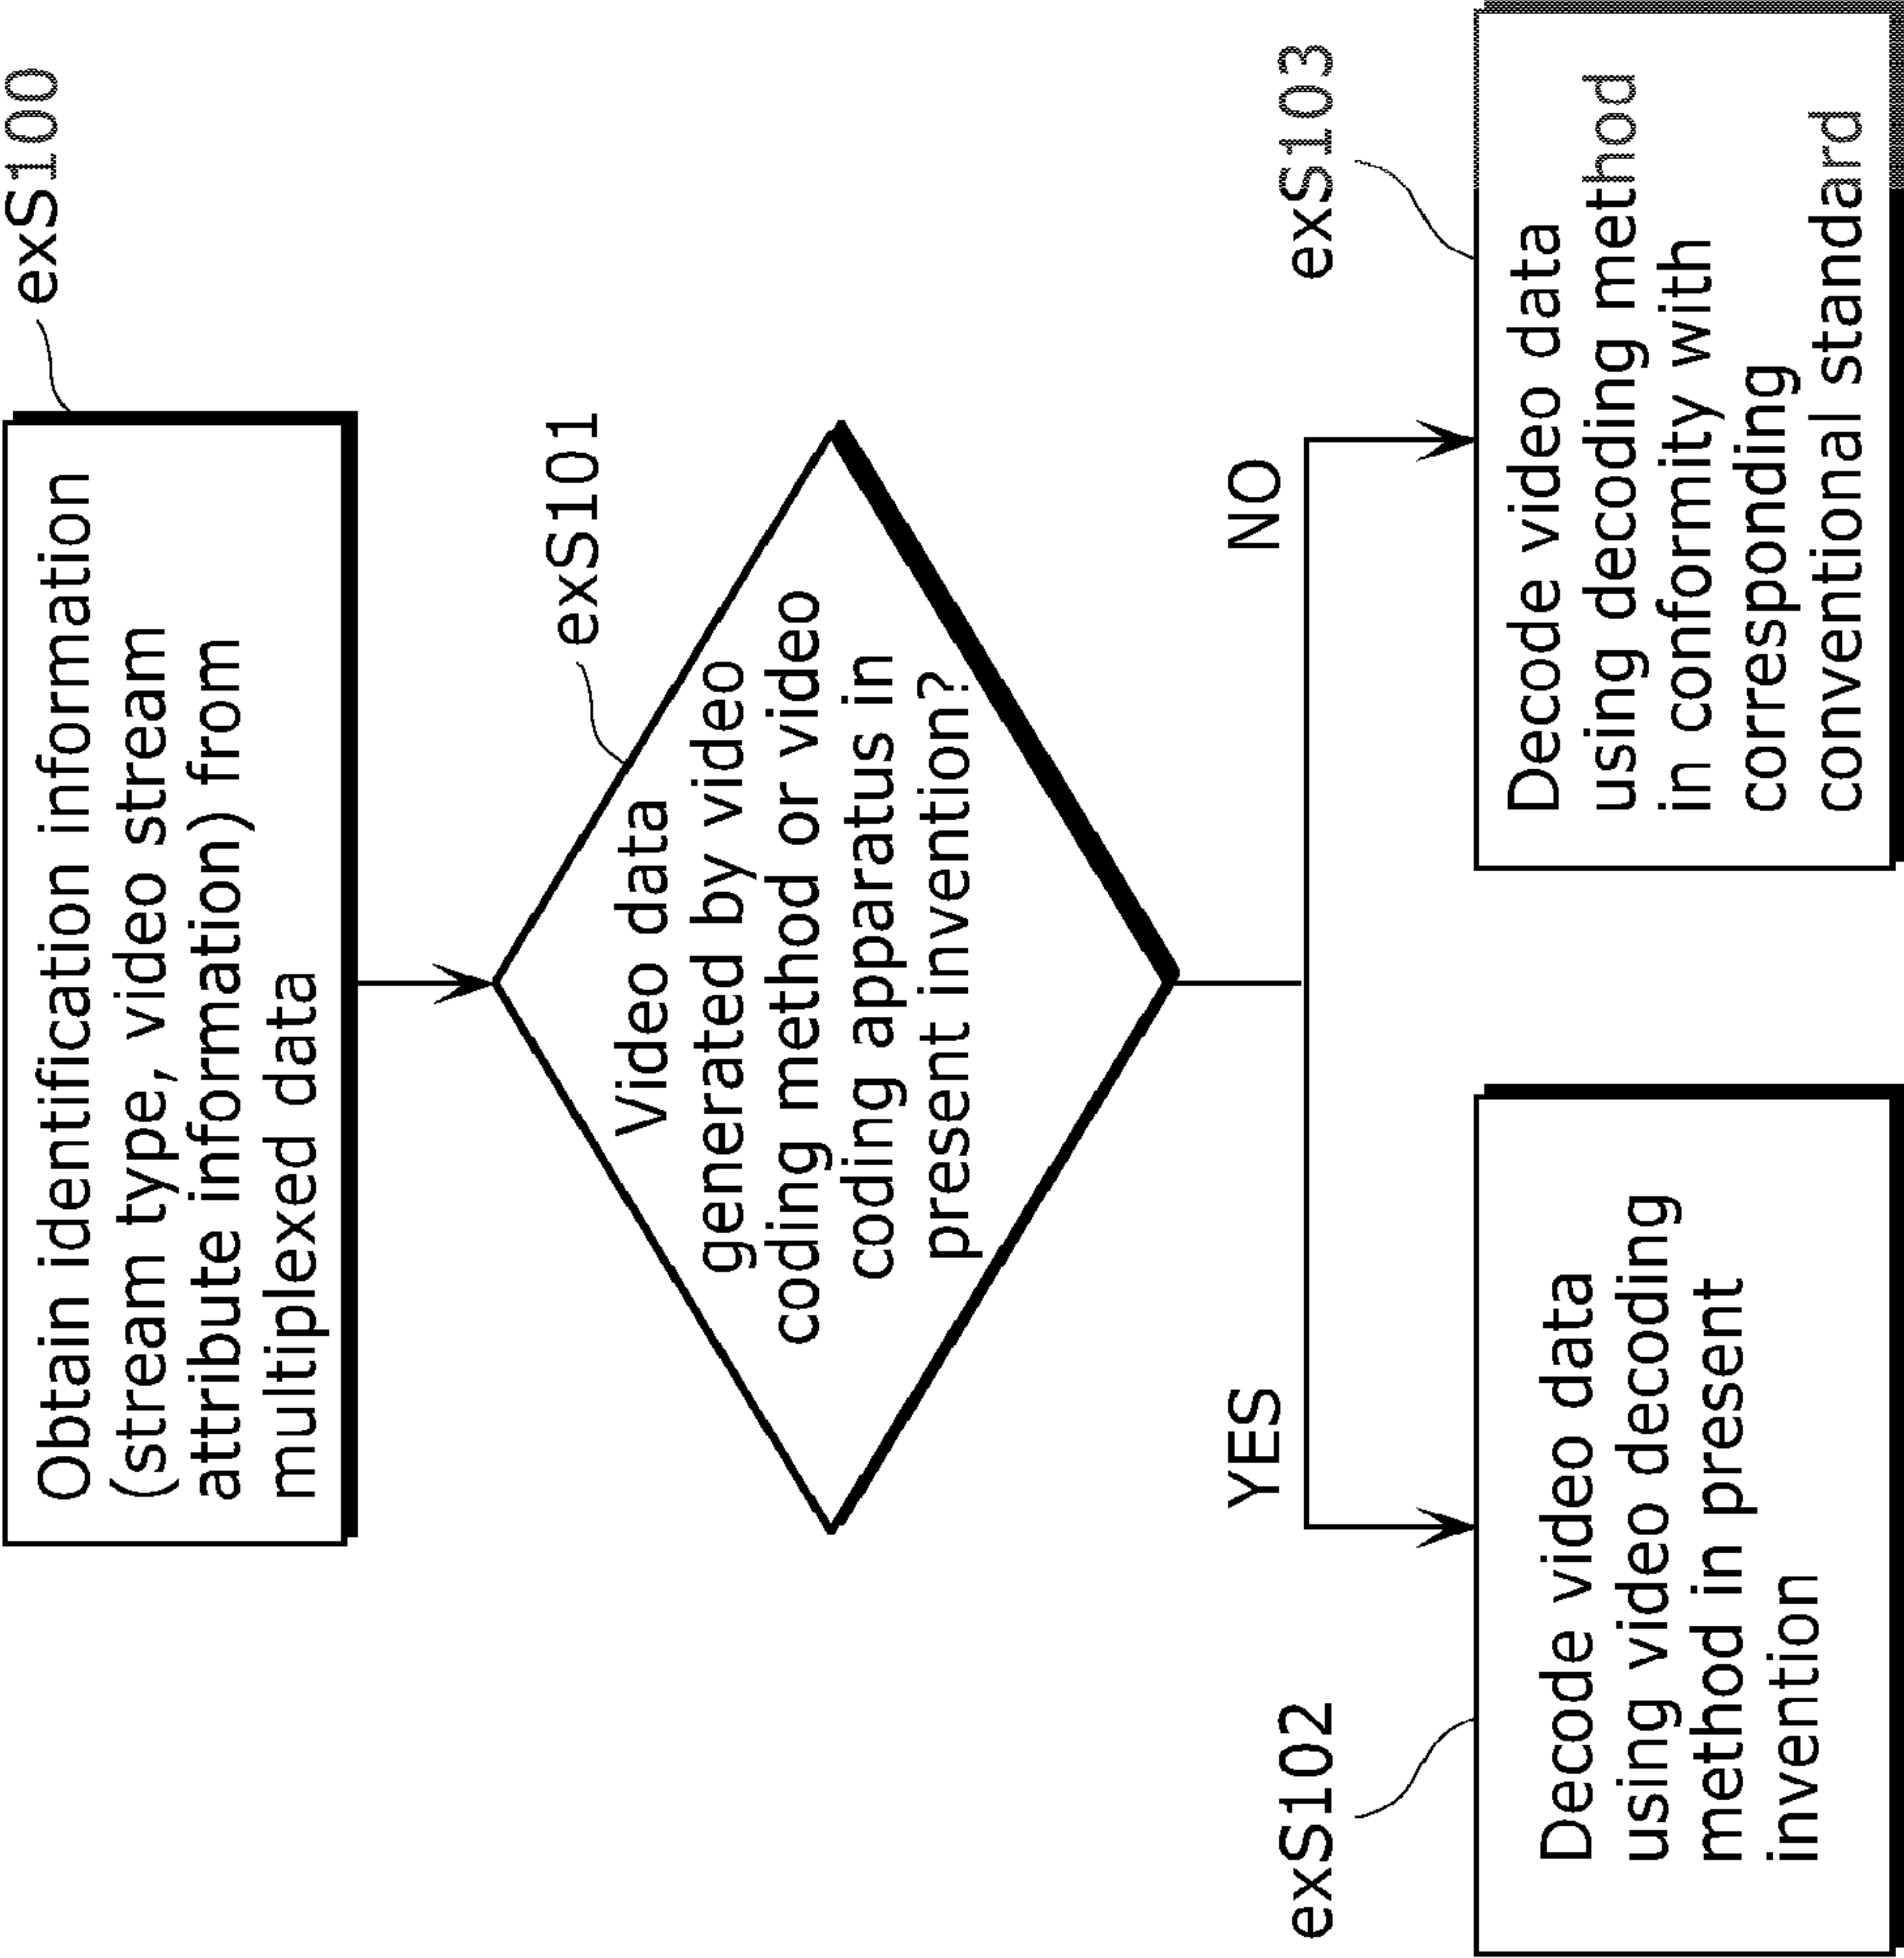 exS100
Obtain identification information
(stream type, video stream
attribute information) from
multiplexed data
exS101
Video data
generated by video
coding method or video
coding apparatus in
present invention?
YES
NO
exS102
Decode video data
using video decoding
method in present
invention
exS103
Decode video data
using decoding method
in conformity with
corresponding
conventional standard